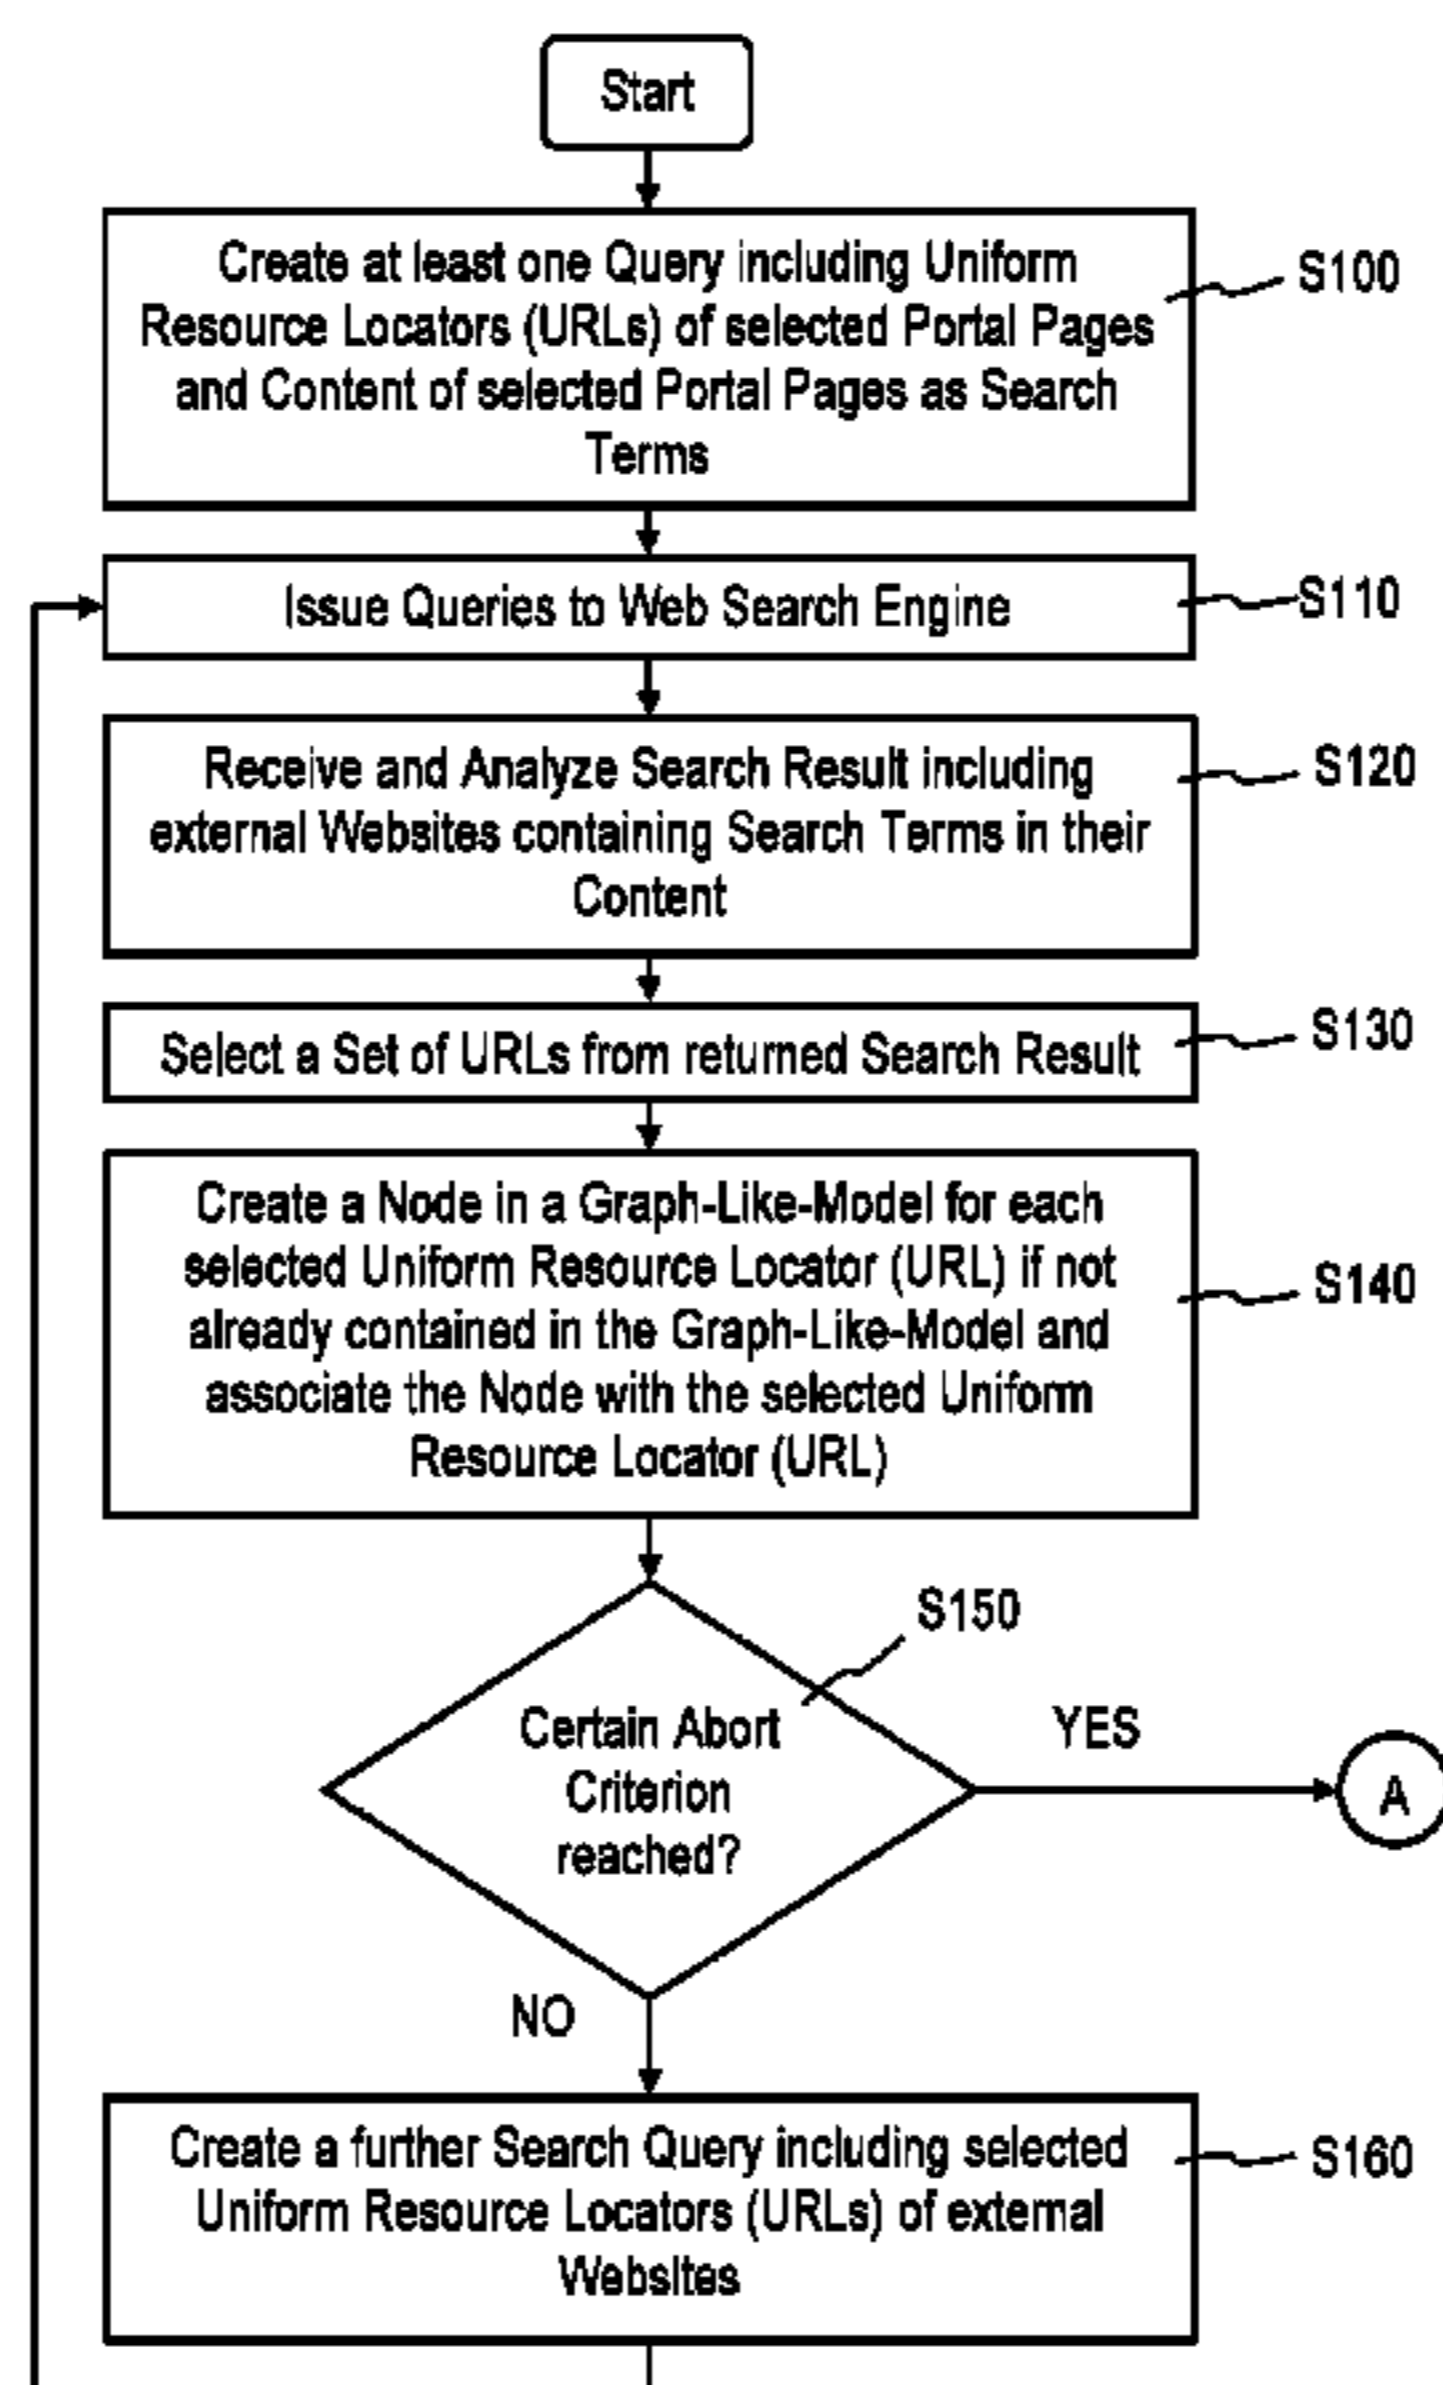 Start
Create at least one Query including Uniform
Resource Locators (URLs) of selected Portal Pages
and Content of selected Portal Pages as Search
Terms
S100
Issue Queries to Web Search Engine
S110
Receive and Analyze Search Result including
external Websites containing Search Terms in their
Content
S120
Select a Set of URLs from returned Search Result
S130
Create a Node in a Graph-Like-Model for each
selected Uniform Resource Locator (URL) if not
already contained in the Graph-Like-Model and
associate the Node with the selected Uniform
Resource Locator (URL)
S140
S150
Certain Abort
Criterion
reached?
YES
A
NO
Create a further Search Query including selected
Uniform Resource Locators (URLs) of external
Websites
S160